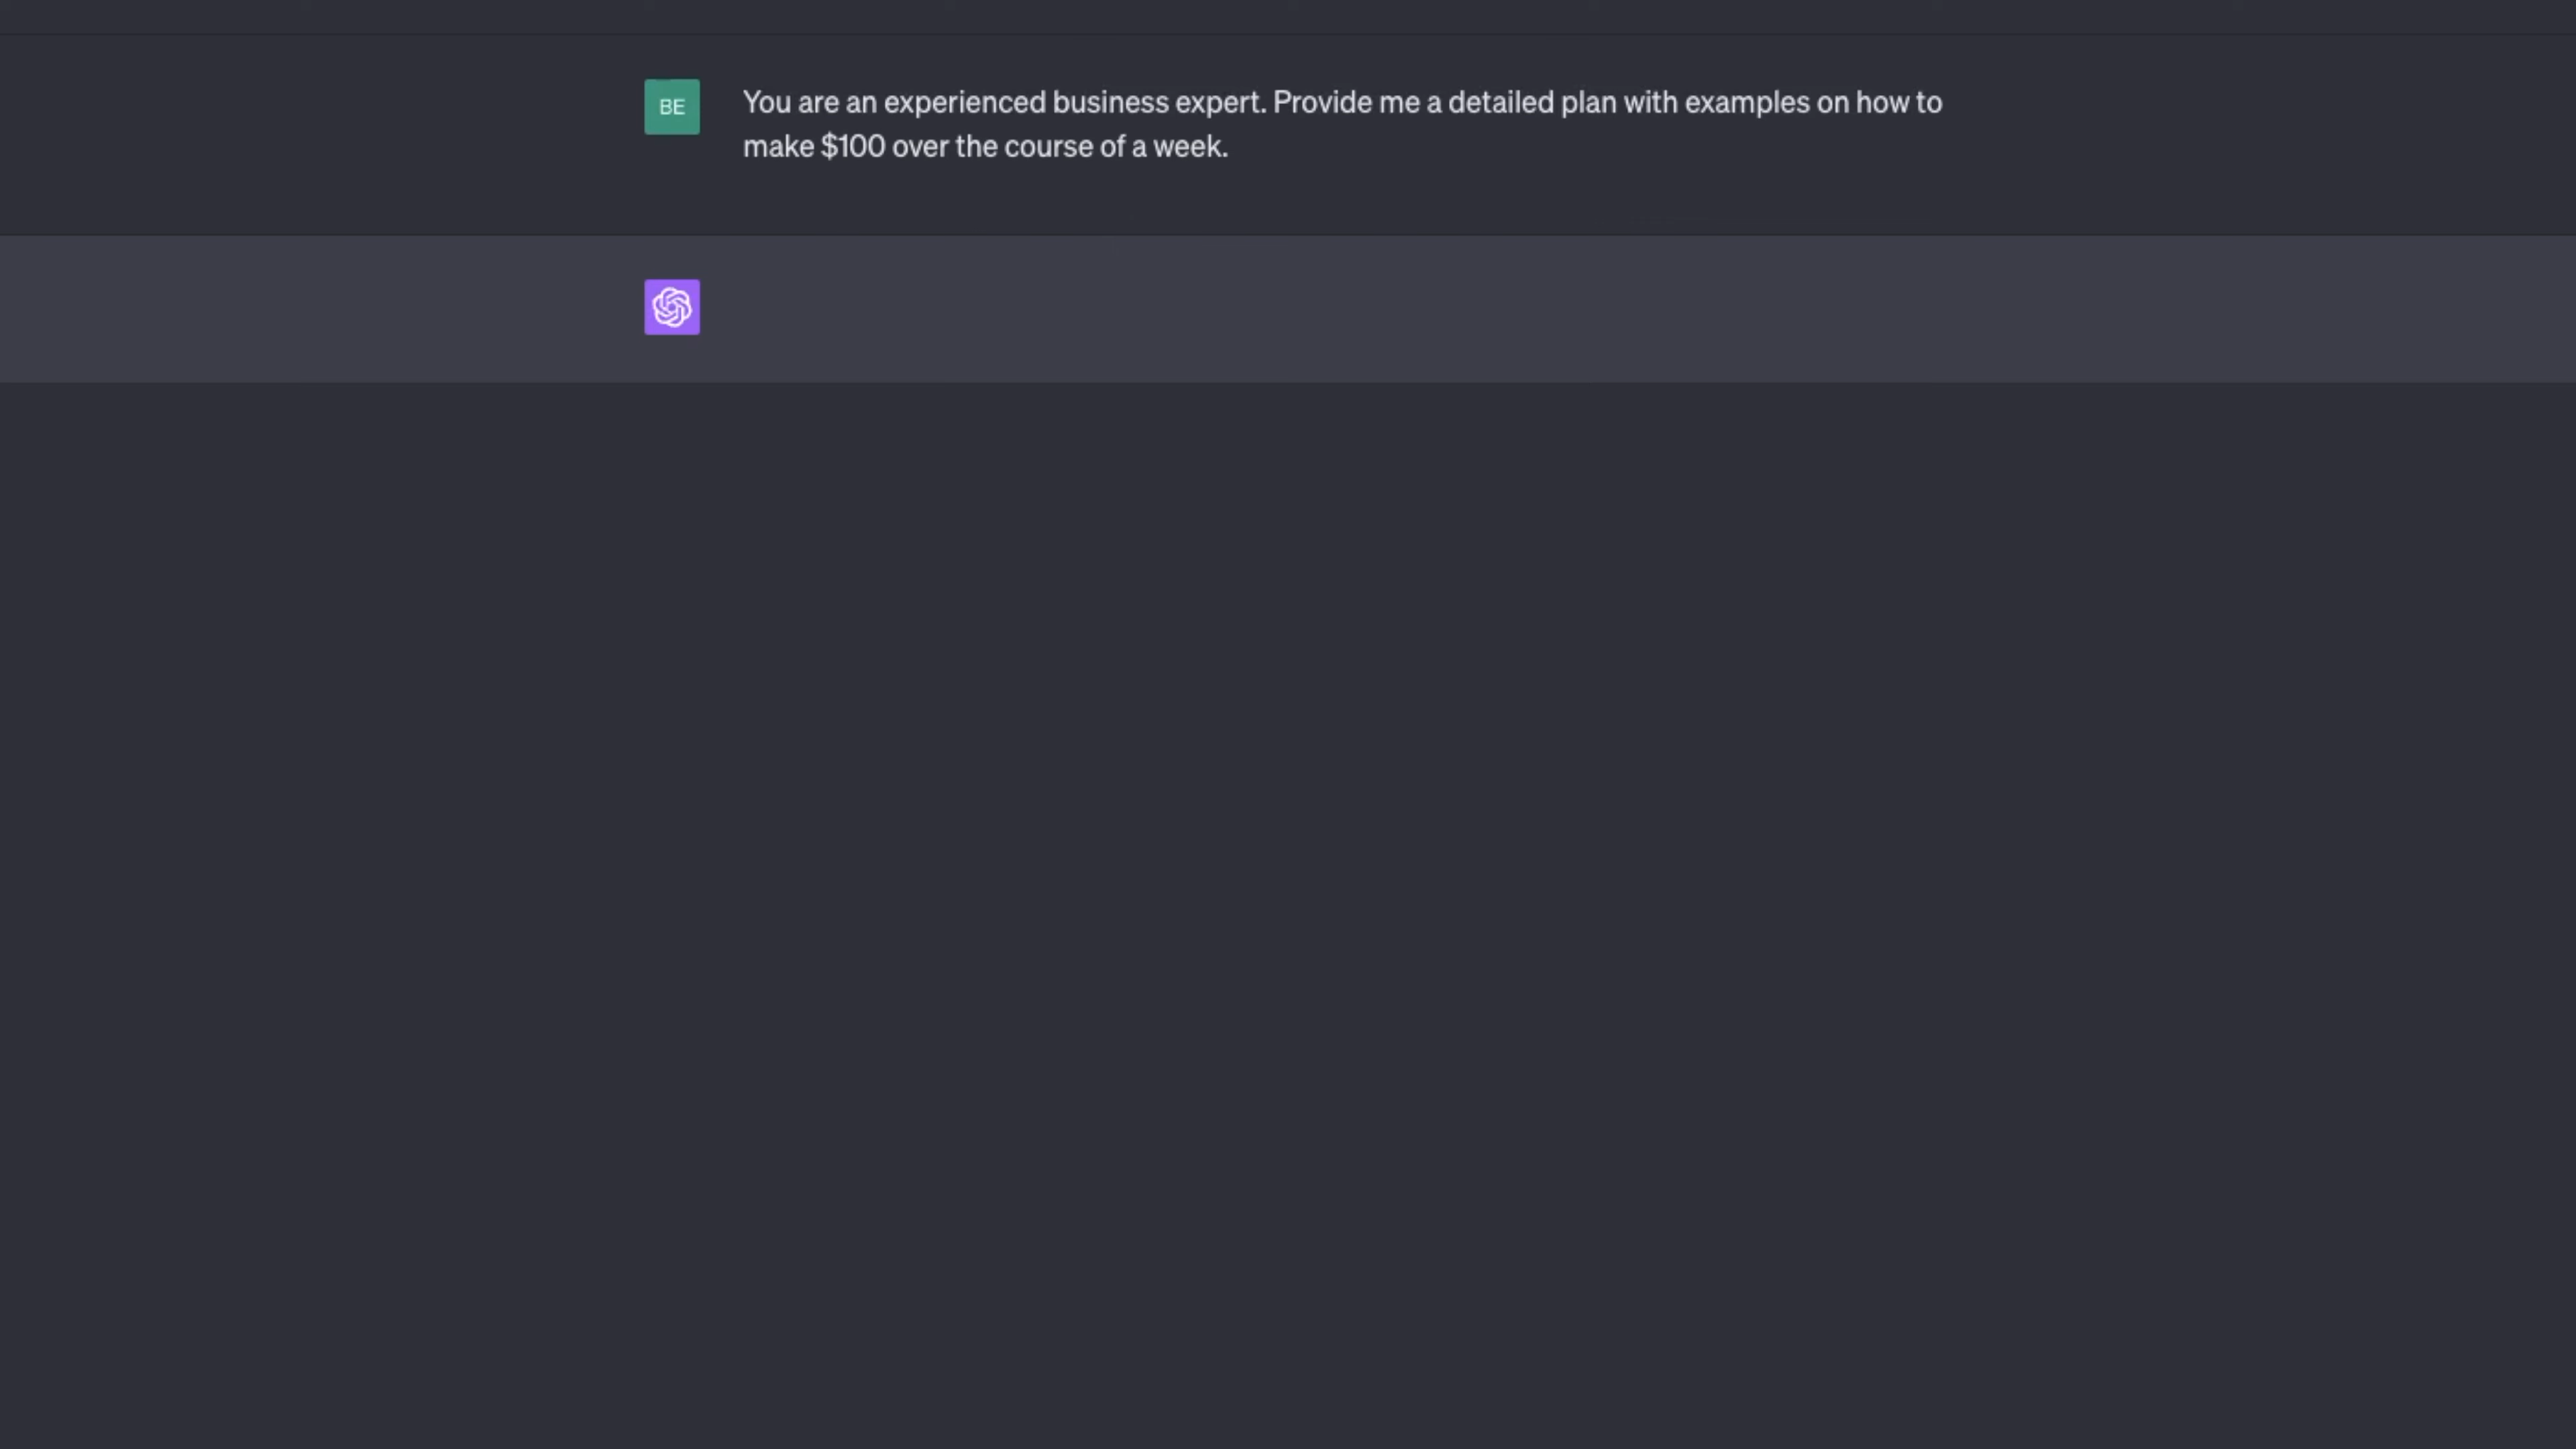 BE
You are an experienced business expert. Provide me a detailed plan with examples on how to
make $100 over the course of a week.